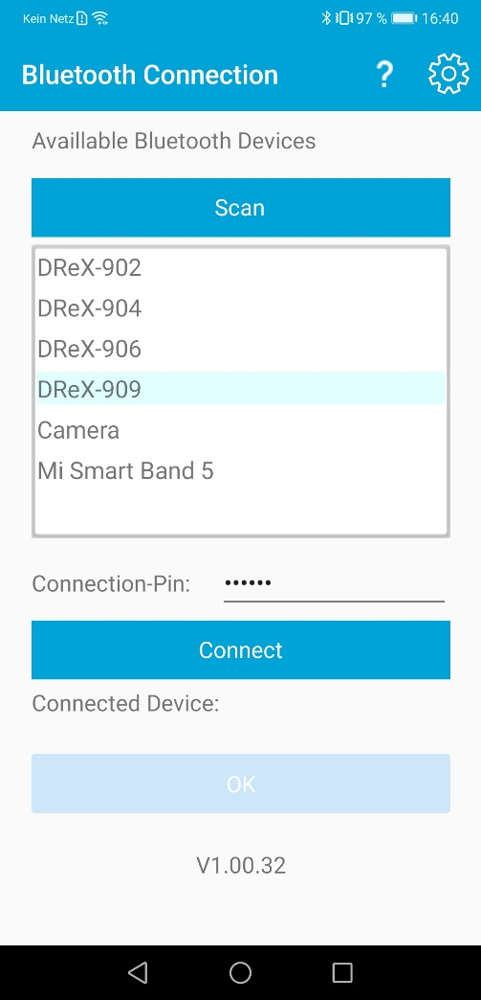 Kein Netz 97 % 16:40
Bluetooth Connection ?
Availlable Bluetooth Devices
Scan
DReX-902
DReX-904
DReX-906
DReX-909
Camera
Mi Smart Band 5
Connection-Pin: ••••••
Connect
Connected Device:
OK
V1.00.32